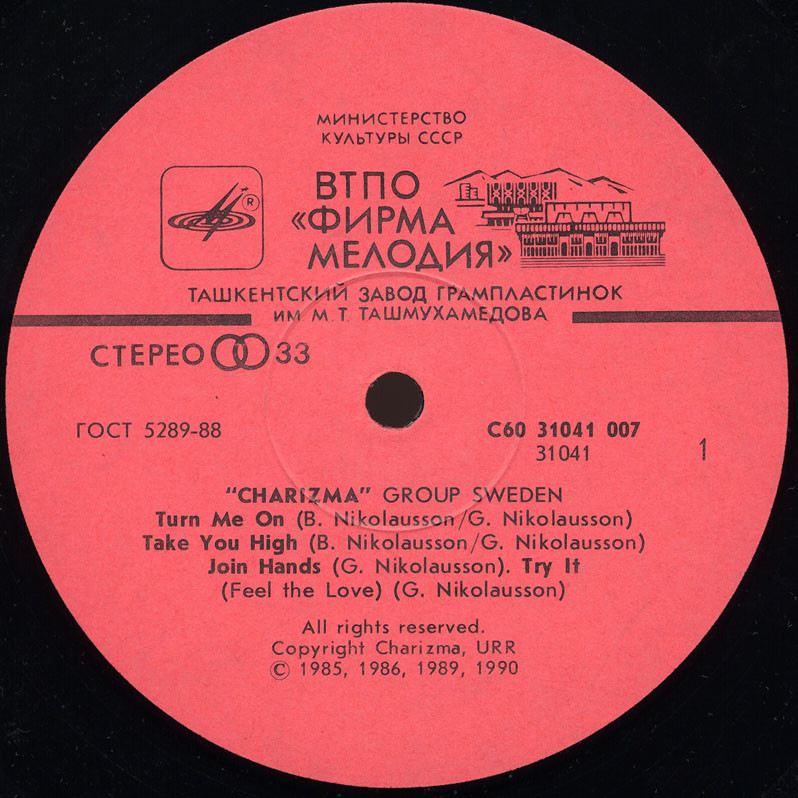 МИНИСТЕРСТВО
КУЛЬТУРЫ СССР
®
ВТПО
«ФИРМА
МЕЛОДИЯ»
ТАШКЕНТСКИЙ ЗАВОД ГРАМПЛАСТИНОК
ИМ. М. Т. ТАШМУХАМЕДОВА
СТЕРЕО 33
ГОСТ 5289-88
С60 31041 007
31041
1
"CHARIZMA" GROUP SWEDEN
Turn Me On (B. Nikolausson/G. Nikolausson)
Take You High (B. Nikolausson/G. Nikolausson)
Join Hands (G. Nikolausson). Try It
(Feel the Love) (G. Nikolausson)
All rights reserved.
Copyright Charizma, URR
© 1985, 1986, 1989, 1990